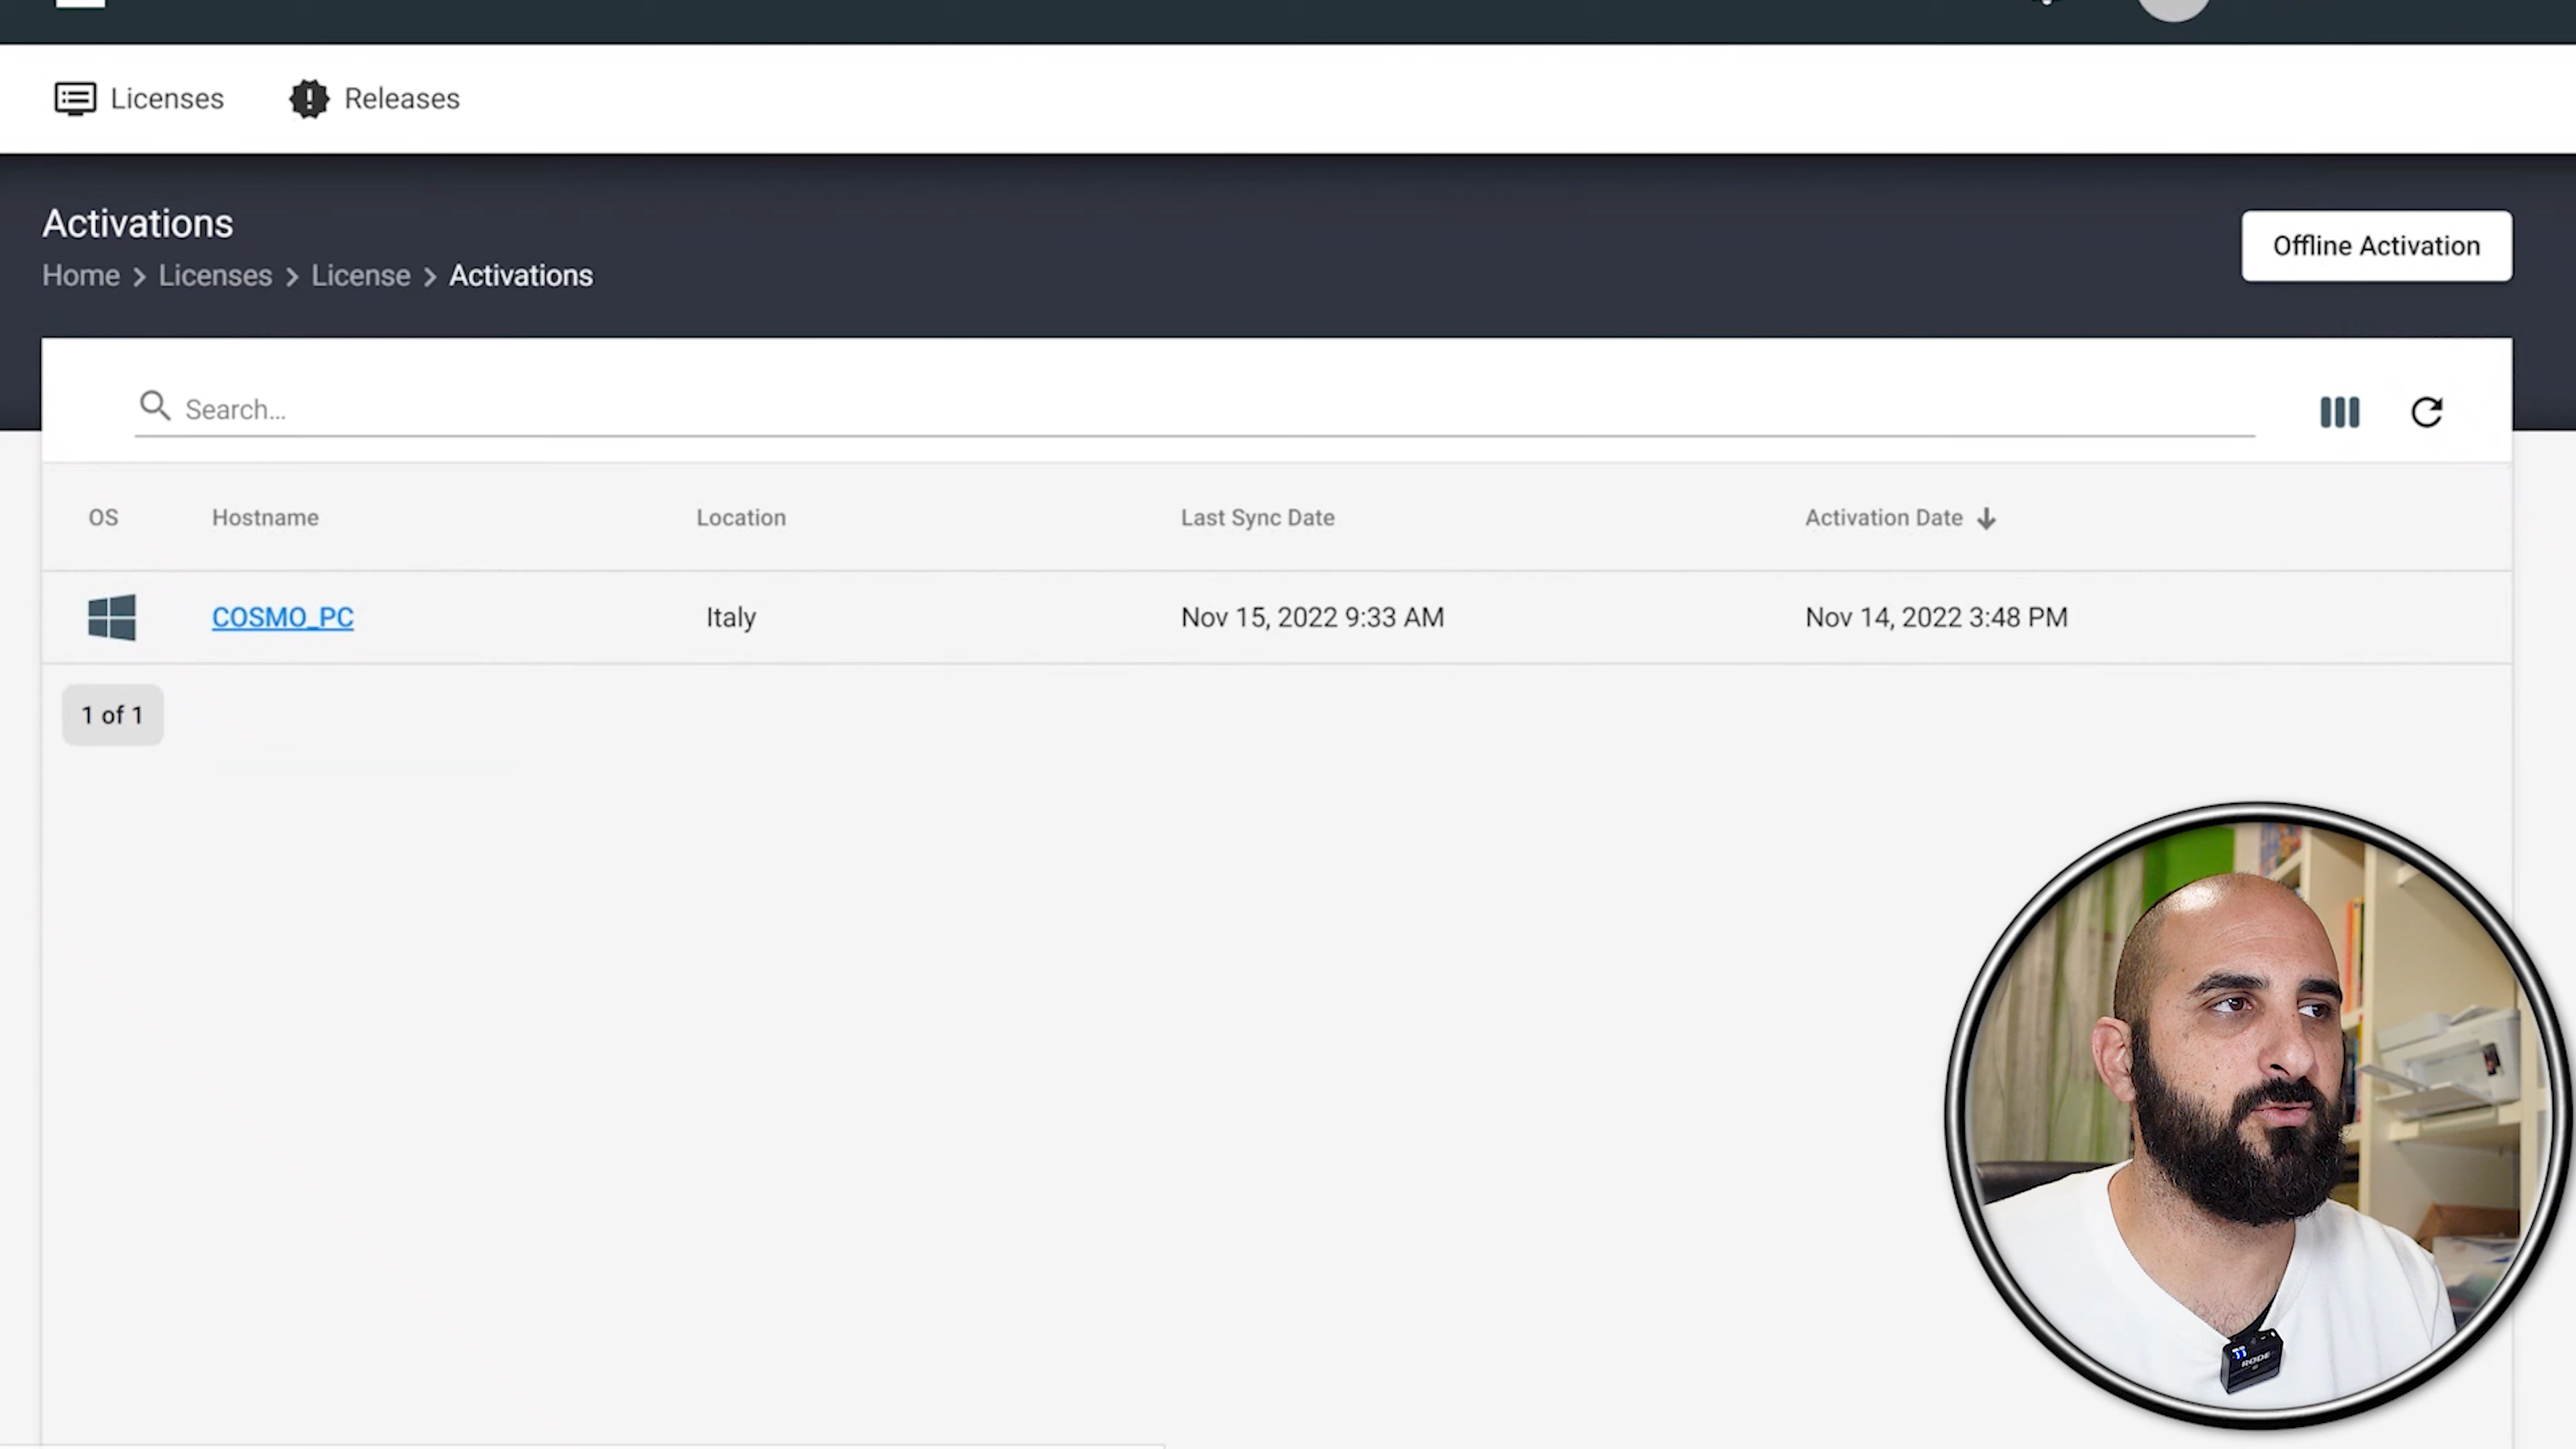 Licenses Releases
Activations
Home > Licenses > License > Activations
Offline Activation
Search...
OS Hostname Location Last Sync Date Activation Date
COSMO_PC Italy Nov 15, 2022 9:33 AM Nov 14, 2022 3:48 PM
1 of 1
RODE